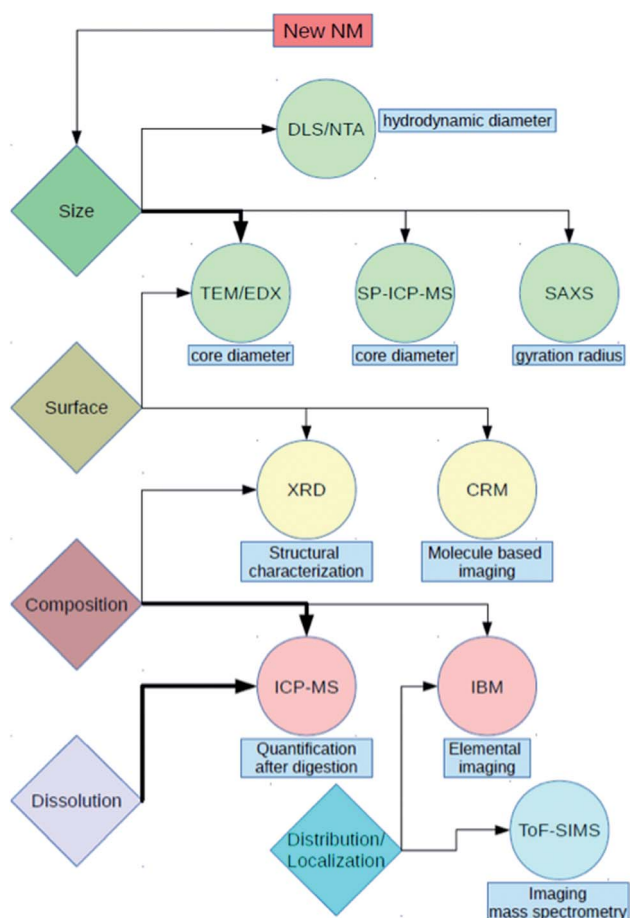 New NM
DLS/NTA
hydrodynamic diameter
Size
TEM/EDX
SP-ICP-MS
SAXS
core diameter
core diameter
gyration radius
Surface
XRD
CRM
Structural
characterization
Molecule based
imaging
Composition
ICP-MS
IBM
Quantification
after digestion
Elemental
imaging
Dissolution
Distribution/
Localization
ToF-SIMS
Imaging
mass spectrometry